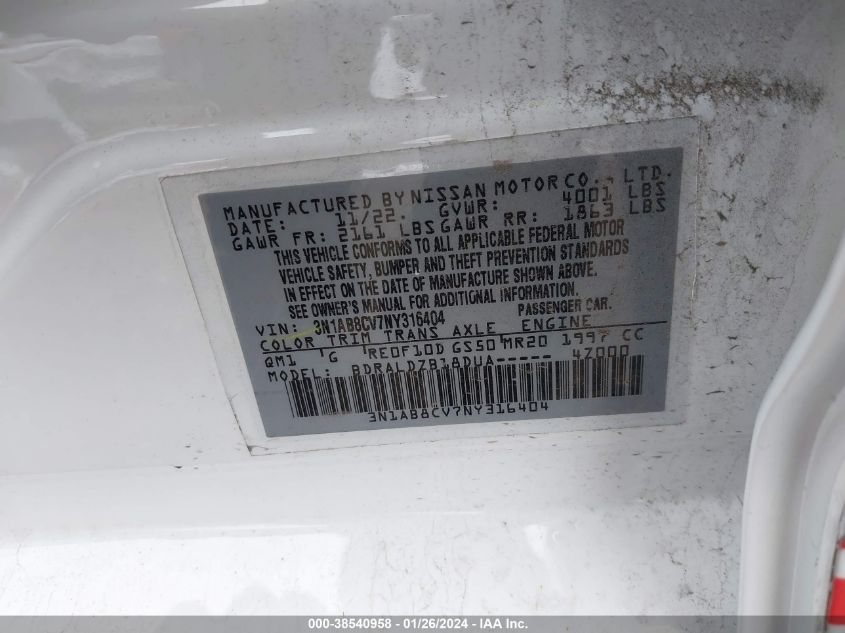 MANUFACTURED BY NISSAN MOTOR CO., LTD.
DATE: 11/22. GVWR: 4001 LBS
GAWR FR: 2161 LBS GAWR RR: 1863 LBS
THIS VEHICLE CONFORMS TO ALL APPLICABLE FEDERAL MOTOR
VEHICLE SAFETY, BUMPER AND THEFT PREVENTION STANDARDS
IN EFFECT ON THE DATE OF MANUFACTURE SHOWN ABOVE.
SEE OWNER'S MANUAL FOR ADDITIONAL INFORMATION.
VIN: 3N1AB8CV7NY316404 PASSENGER CAR.
COLOR TRIM TRANS AXLE ENGINE
QM1 G RE0F10D GS50 MR20 1997 CC
MODEL: BDRALDZB18DUA----- 47000
3N1AB8CV7NY316404
000-38540958 - 01/26/2024 - IAA Inc.